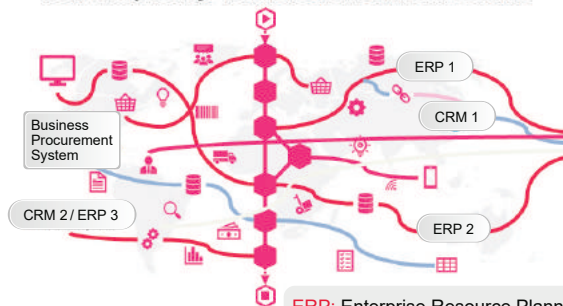 ERP 1
CRM 1
Business
Procurement
System
CRM 2 / ERP 3
ERP 2
ERP: Enterprise Resource Plann